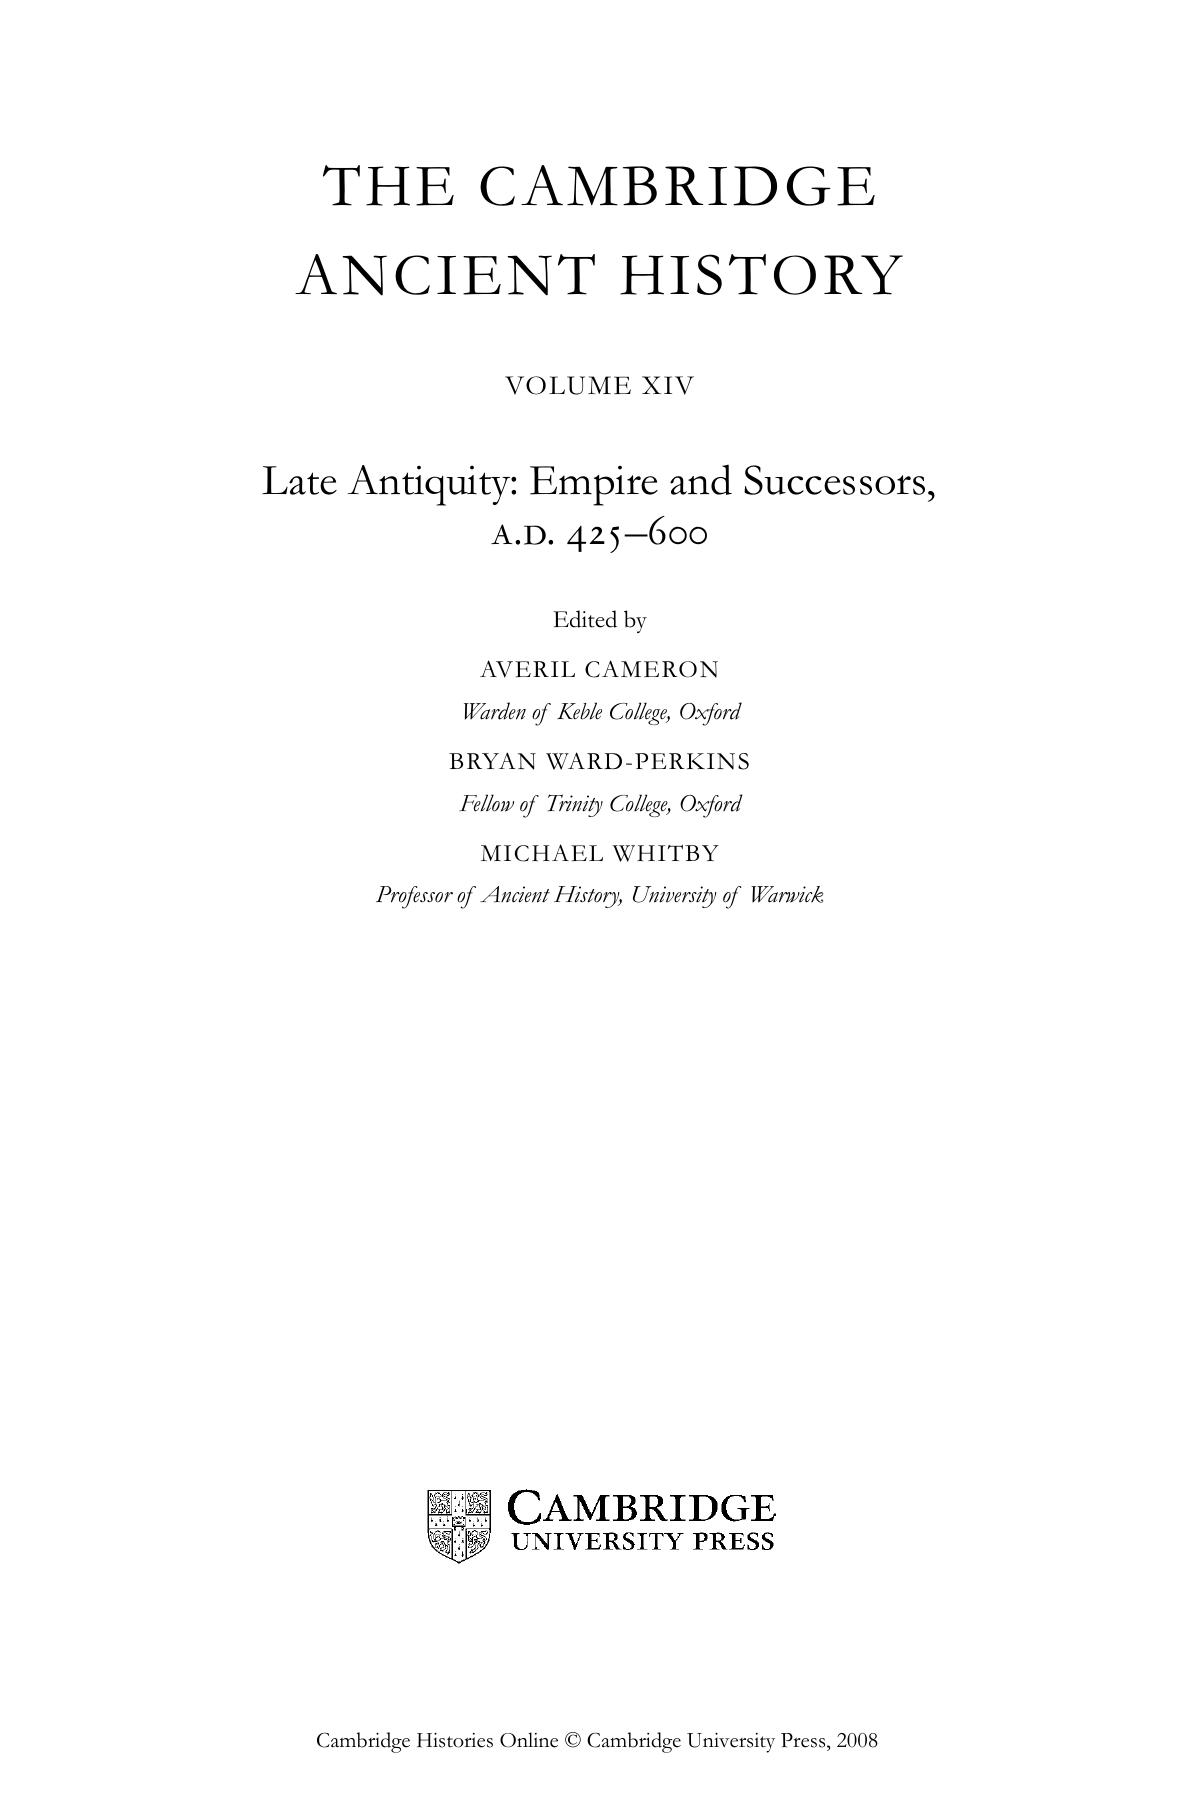 THE CAMBRIDGE
ANCIENT HISTORY
VOLUME XIV
Late Antiquity: Empire and Successors,
A.D. 425–600
Edited by
AVERIL CAMERON
Warden of Keble College, Oxford
BRYAN WARD-PERKINS
Fellow of Trinity College, Oxford
MICHAEL WHITBY
Professor of Ancient History, University of Warwick
CAMBRIDGE
UNIVERSITY PRESS
Cambridge Histories Online © Cambridge University Press, 2008